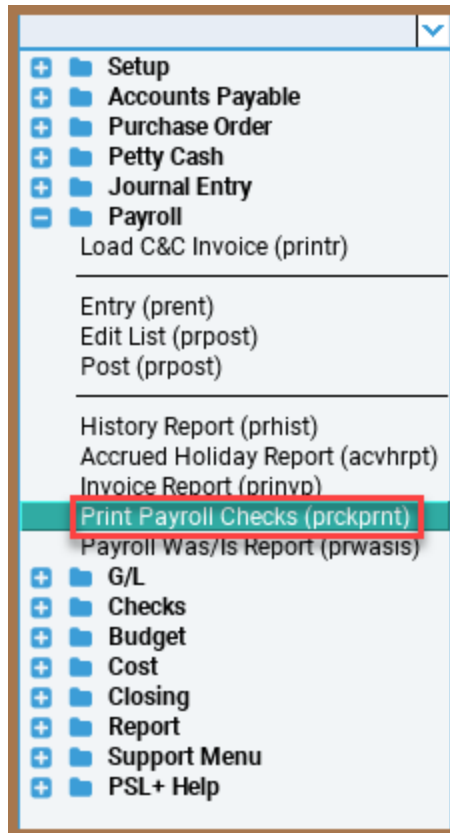 Setup
Accounts Payable
Purchase Order
Petty Cash
Journal Entry
Payroll
Load C&C Invoice (printr)
Entry (prent)
Edit List (prpost)
Post (prpost)
History Report (prhist)
Accrued Holiday Report (acvhrpt)
Invoice Report (prinvp)
Print Payroll Checks (prckprnt)
Payroll Was/Is Report (prwasis)
G/L
Checks
Budget
Cost
Closing
Report
Support Menu
PSL+ Help